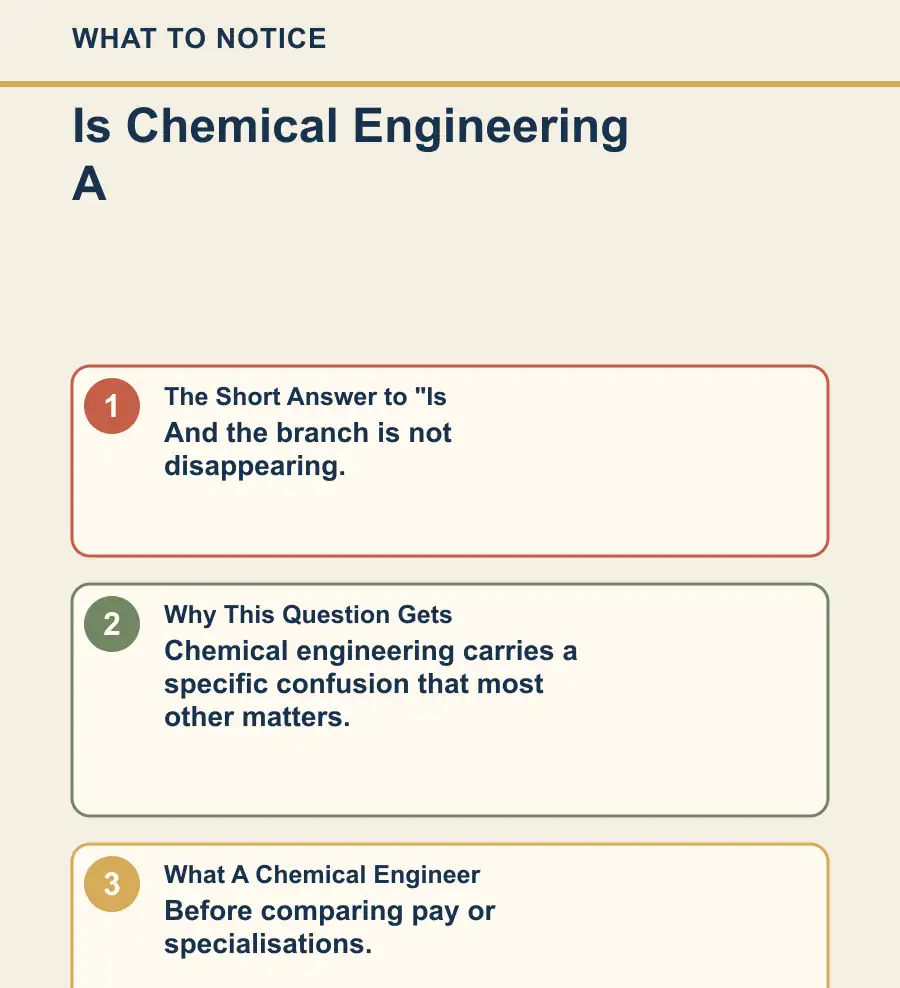 WHAT TO NOTICE
Is Chemical Engineering
A
1
The Short Answer to "Is
And the branch is not
disappearing.
2
Why This Question Gets
Chemical engineering carries a
specific confusion that most
other matters.
3
What A Chemical Engineer
Before comparing pay or
specialisations.